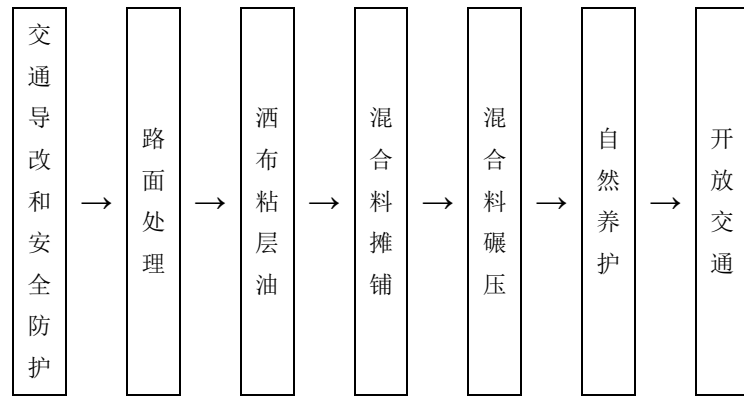 交通导改和安全防护
→
路面处理
→
洒布粘层油
→
混合料摊铺
→
混合料碾压
→
自然养护
→
开放交通